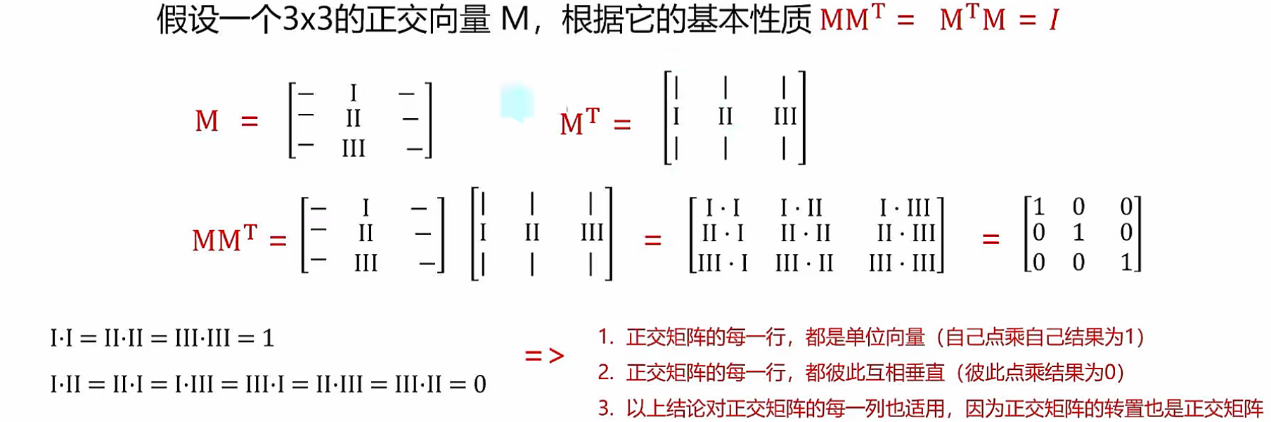 假设一个3x3的正交向量 M，根据它的基本性质 MMᵀ = MᵀM = I
M = [— I — ; — II — ; — III —]    Mᵀ = [| | | ; I II III ; | | |]
MMᵀ = [— I — ; — II — ; — III —] [| | | ; I II III ; | | |] = [I · I I · II I · III ; II · I II · II II · III ; III · I III · II III · III] = [1 0 0 ; 0 1 0 ; 0 0 1]
I·I = II·II = III·III = 1
I·II = II·I = I·III = III·I = II·III = III·II = 0
=>
1. 正交矩阵的每一行，都是单位向量（自己点乘自己结果为1）
2. 正交矩阵的每一行，都彼此互相垂直（彼此点乘结果为0）
3. 以上结论对正交矩阵的每一列也适用，因为正交矩阵的转置也是正交矩阵